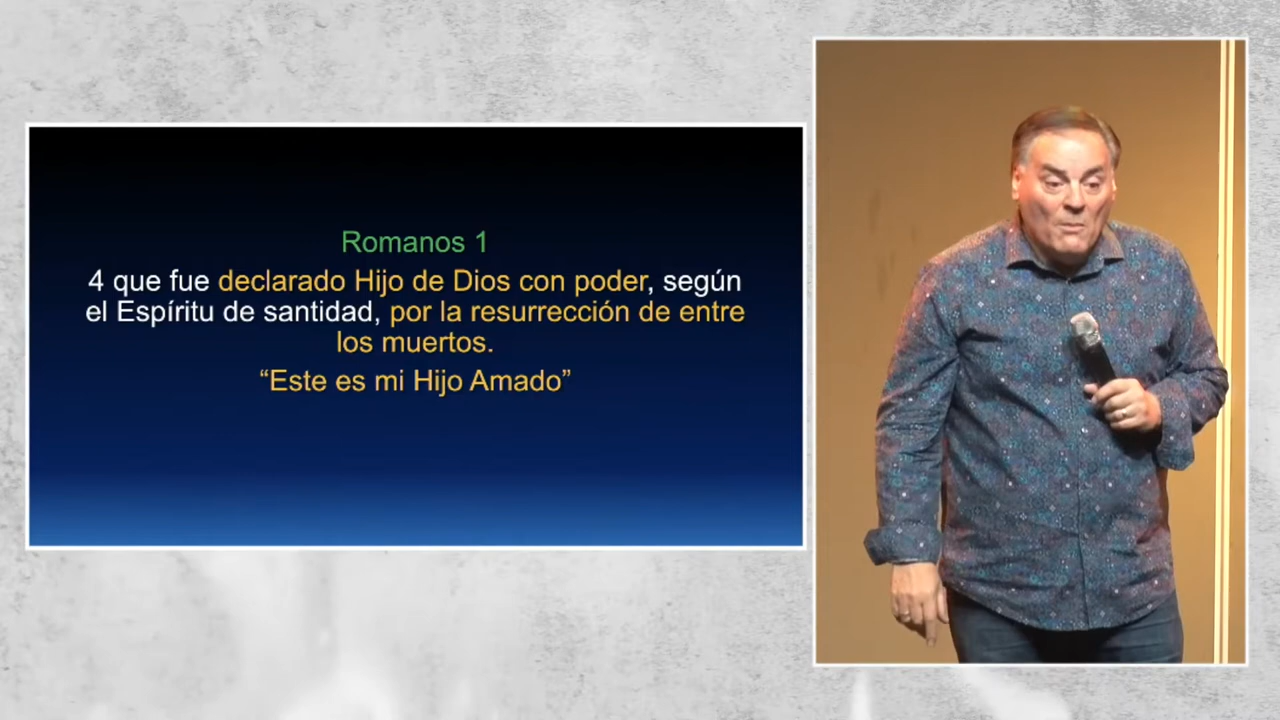 Romanos 1
4 que fue declarado Hijo de Dios con poder, según
el Espíritu de santidad, por la resurrección de entre
los muertos.
“Este es mi Hijo Amado”